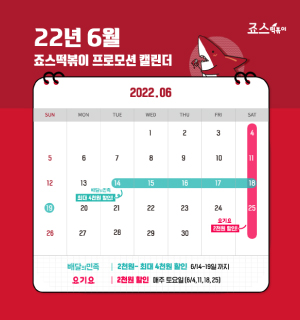 22년 6월
죠스떡볶이 프로모션 캘린더
죠스떡볶이
2022.06
SUN MON TUE WED THU FRI SAT
1 2 3 4
5 6 7 8 9 10 11
12 13 14 15 16 17 18
배달의민족
최대 4천원 할인
19 20 21 22 23 24 25
요기요
2천원 할인
26 27 28 29 30
배달의민족 2천원~최대 4천원 할인 6/14~19일 까지
요기요 2천원 할인 매주 토요일 (6/4,11,18,25)